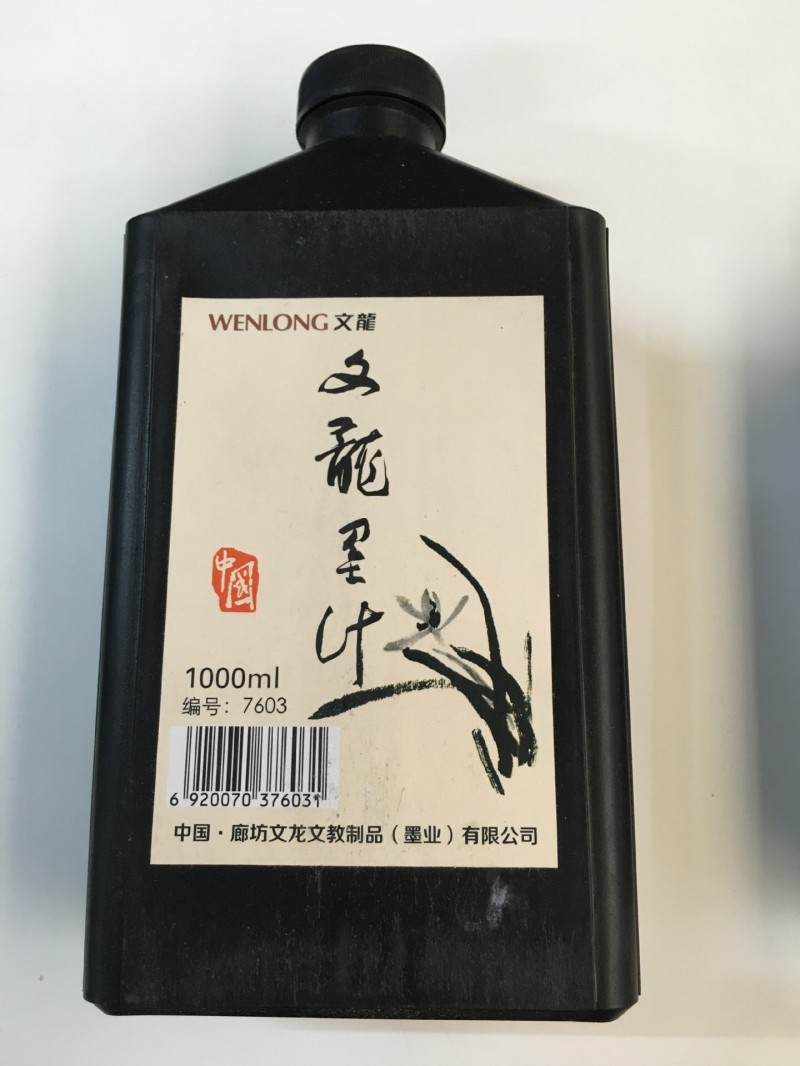 WENLONG 文龍
文龍墨汁
中國
1000ml
编号：7603
6 920070 376031
中国·廊坊文龙文教制品（墨业）有限公司